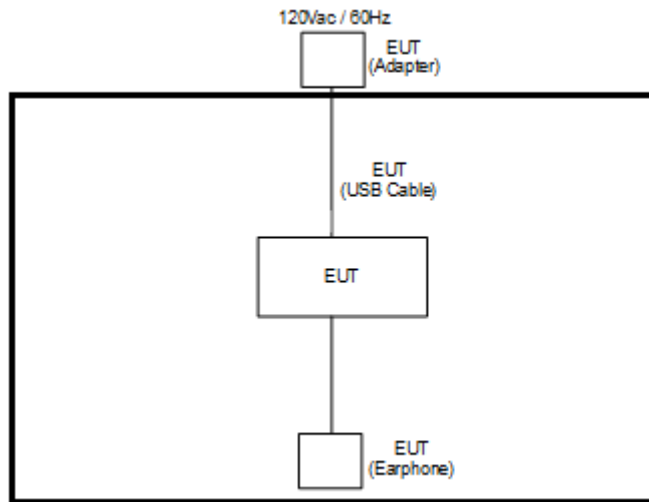 120Vac / 60Hz
EUT
(Adapter)
EUT
(USB Cable)
EUT
EUT
(Earphone)